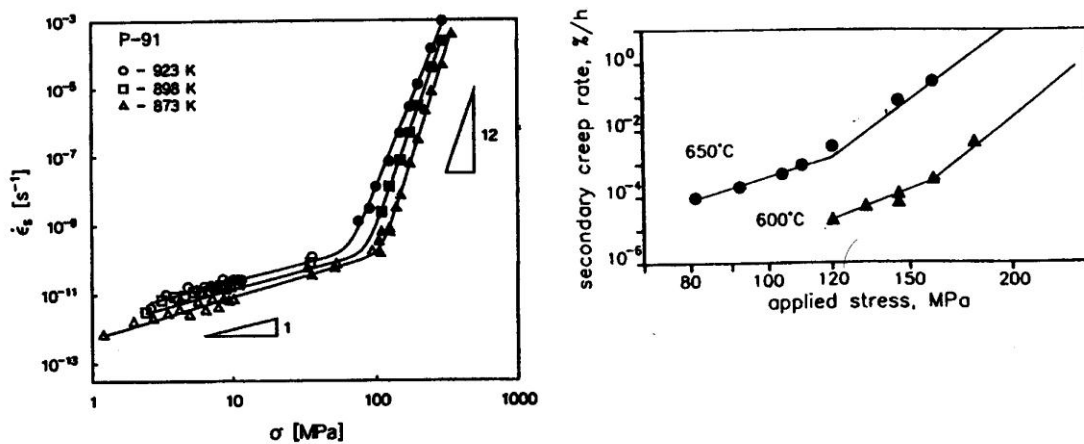 P-91
○ - 923 K
□ - 898 K
△ - 873 K
10⁻³
10⁻⁵
10⁻⁷
10⁻⁹
10⁻¹¹
10⁻¹³
ε̇ₛ [s⁻¹]
12
1
1
10
100
1000
σ [MPa]
secondary creep rate, %/h
10⁰
10⁻²
10⁻⁴
10⁻⁶
650°C
600°C
80
100
120
150
200
applied stress, MPa